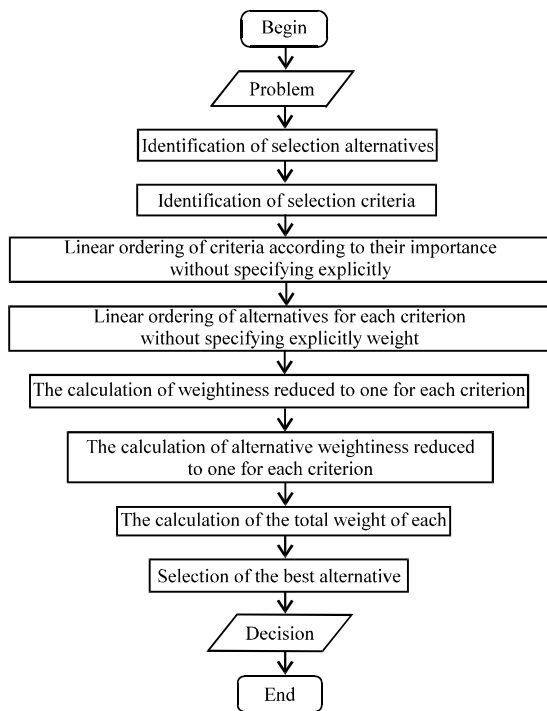 Begin
Problem
Identification of selection alternatives
Identification of selection criteria
Linear ordering of criteria according to their importance
without specifying explicitly
Linear ordering of alternatives for each criterion
without specifying explicitly weight
The calculation of weightiness reduced to one for each criterion
The calculation of alternative weightiness reduced
to one for each criterion
The calculation of the total weight of each
Selection of the best alternative
Decision
End